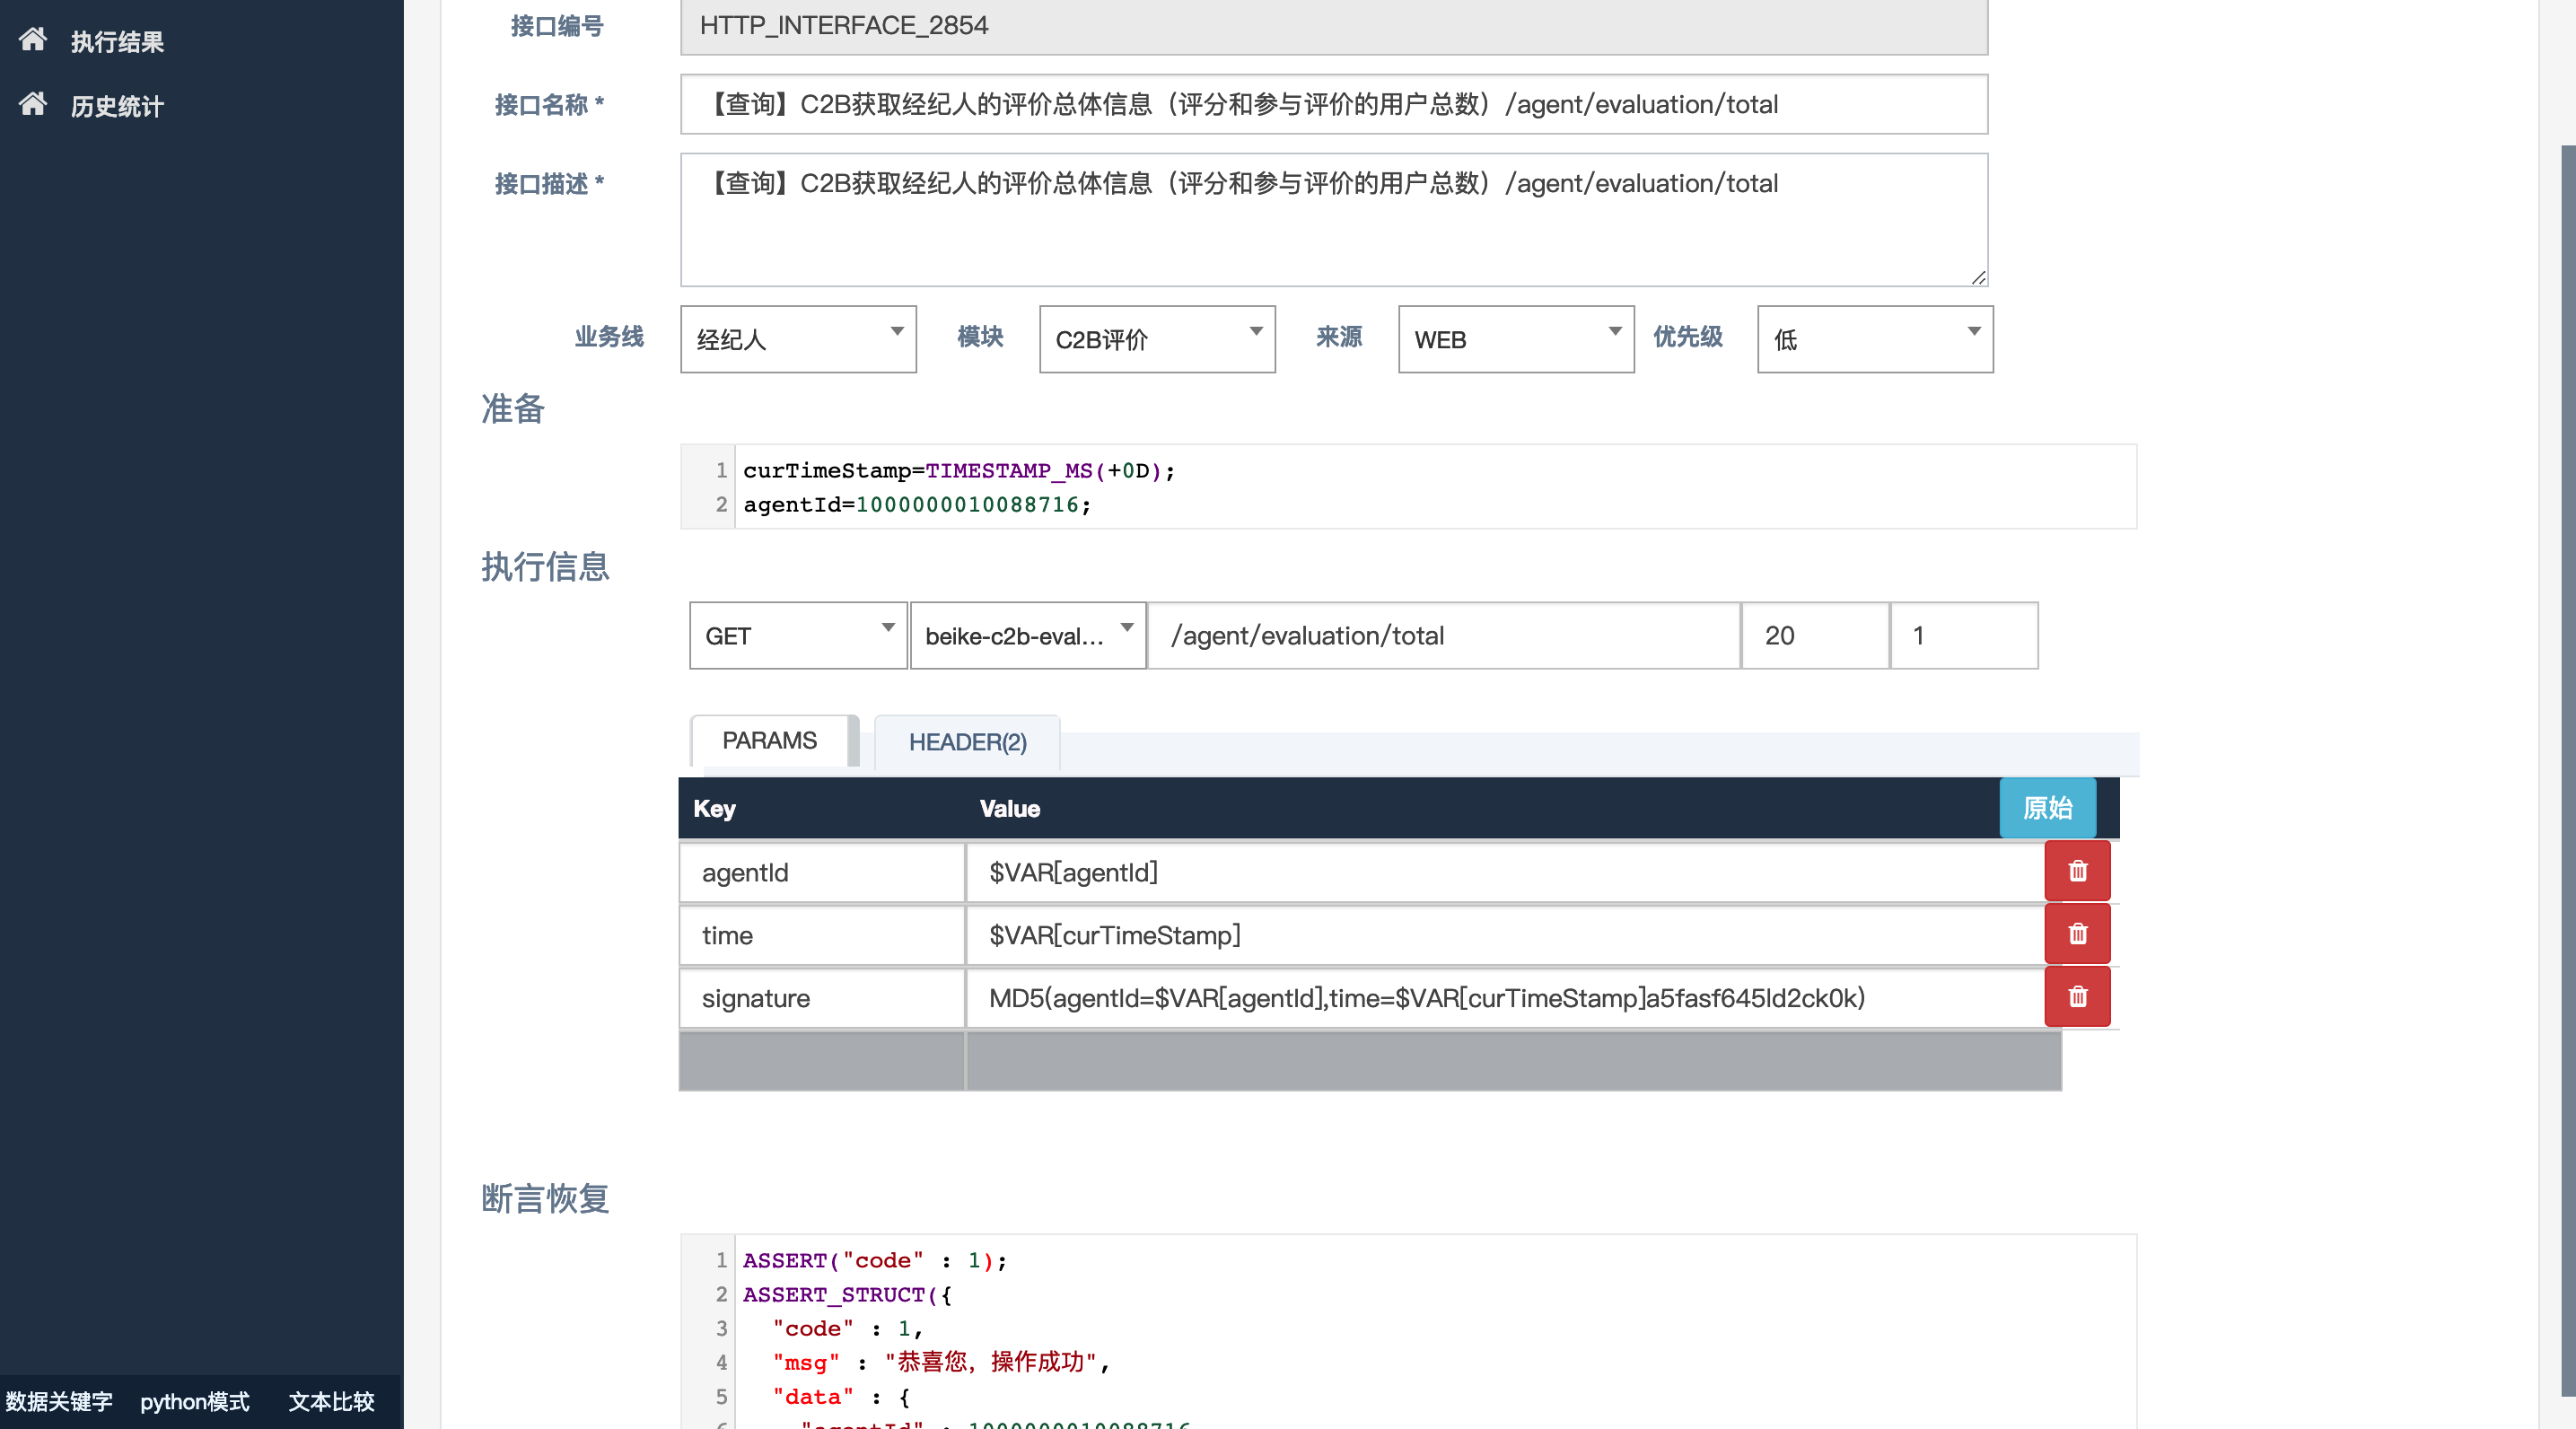 执行结果
历史统计
接口编号 HTTP_INTERFACE_2854
接口名称 * 【查询】C2B获取经纪人的评价总体信息（评分和参与评价的用户总数）/agent/evaluation/total
接口描述 * 【查询】C2B获取经纪人的评价总体信息（评分和参与评价的用户总数）/agent/evaluation/total
业务线 经纪人 模块 C2B评价 来源 WEB 优先级 低
准备
1 curTimeStamp=TIMESTAMP_MS(+0D);
2 agentId=1000000010088716;
执行信息
GET beike-c2b-eval... /agent/evaluation/total 20 1
PARAMS HEADER(2)
Key Value 原始
agentId $VAR[agentId]
time $VAR[curTimeStamp]
signature MD5(agentId=$VAR[agentId],time=$VAR[curTimeStamp]a5fasf645ld2ck0k)
断言恢复
1 ASSERT("code" : 1);
2 ASSERT_STRUCT({
3 "code" : 1,
4 "msg" : "恭喜您，操作成功",
5 "data" : {
6 "agentId" : 1000000010088716
数据关键字 python模式 文本比较